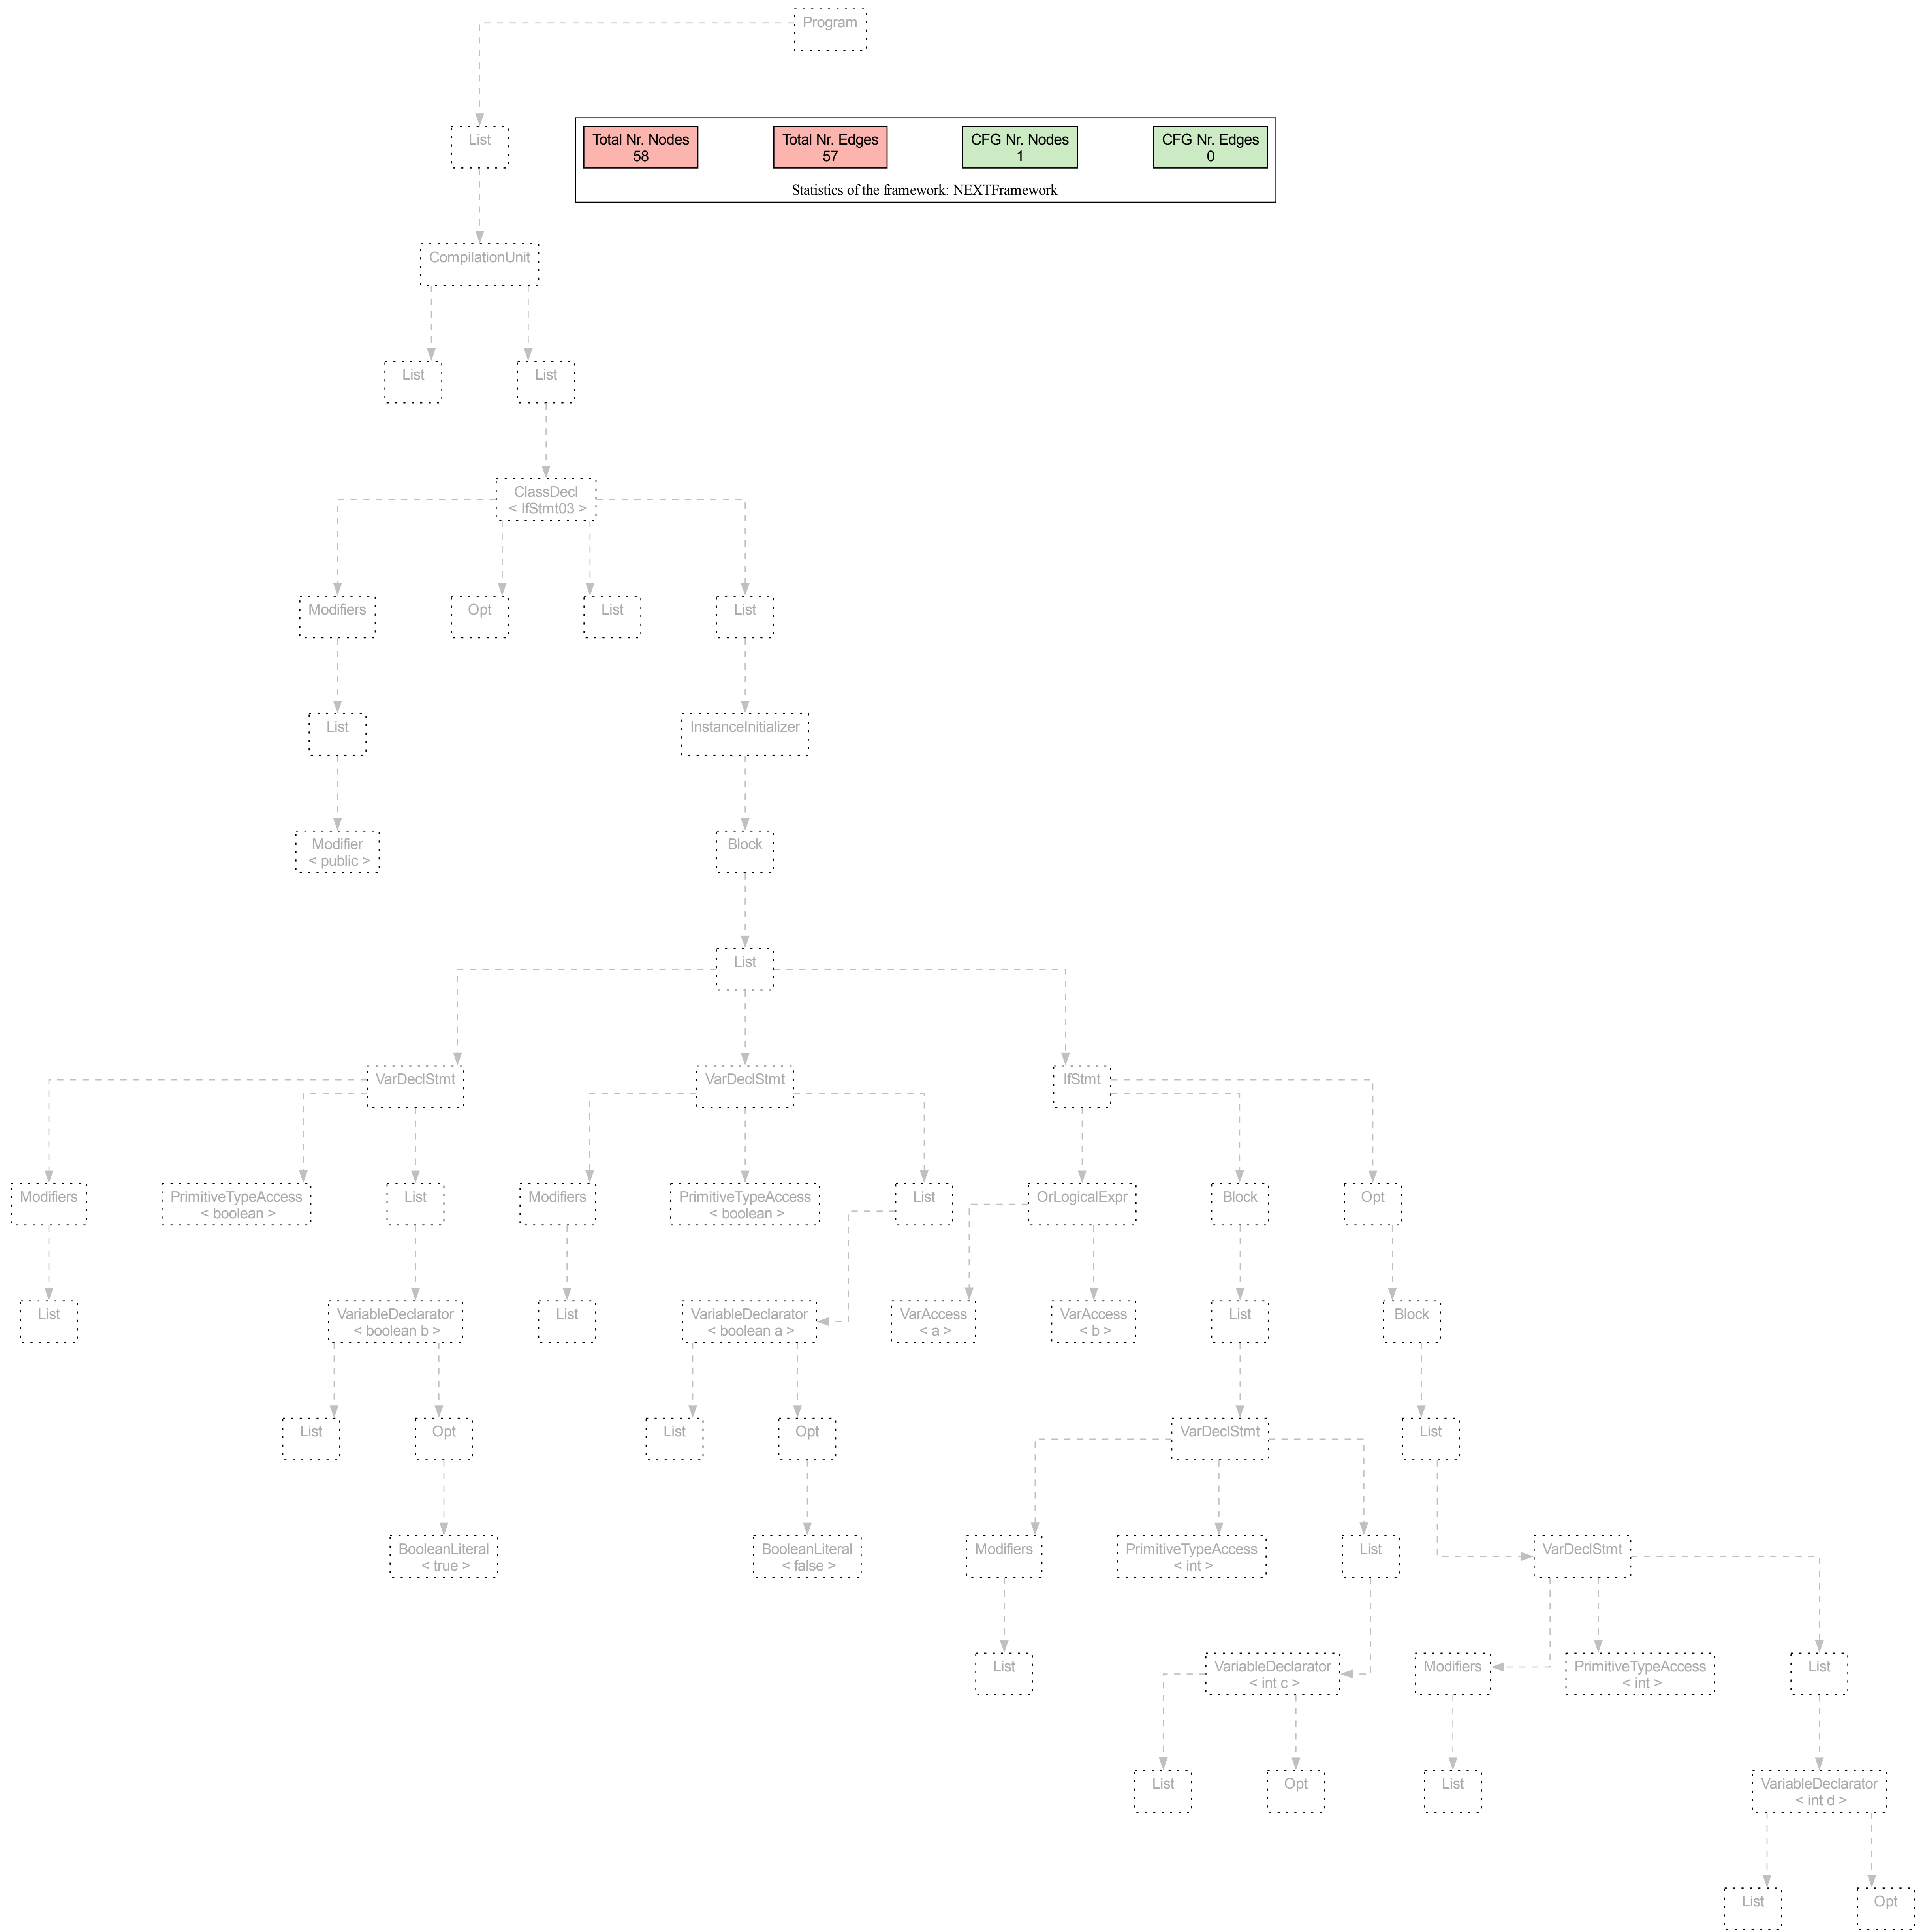 Program
List
Total Nr. Nodes
58
Total Nr. Edges
57
CFG Nr. Nodes
1
CFG Nr. Edges
0
Statistics of the framework: NEXTFramework
CompilationUnit
List
List
ClassDecl
< IfStmt03 >
Modifiers
Opt
List
List
List
InstanceInitializer
Modifier
< public >
Block
List
VarDeclStmt
VarDeclStmt
IfStmt
Modifiers
PrimitiveTypeAccess
< boolean >
List
Modifiers
PrimitiveTypeAccess
< boolean >
List
OrLogicalExpr
Block
Opt
List
VariableDeclarator
< boolean b >
List
VariableDeclarator
< boolean a >
VarAccess
< a >
VarAccess
< b >
List
Block
List
Opt
List
Opt
VarDeclStmt
List
BooleanLiteral
< true >
BooleanLiteral
< false >
Modifiers
PrimitiveTypeAccess
< int >
List
VarDeclStmt
List
VariableDeclarator
< int c >
Modifiers
PrimitiveTypeAccess
< int >
List
List
Opt
List
VariableDeclarator
< int d >
List
Opt